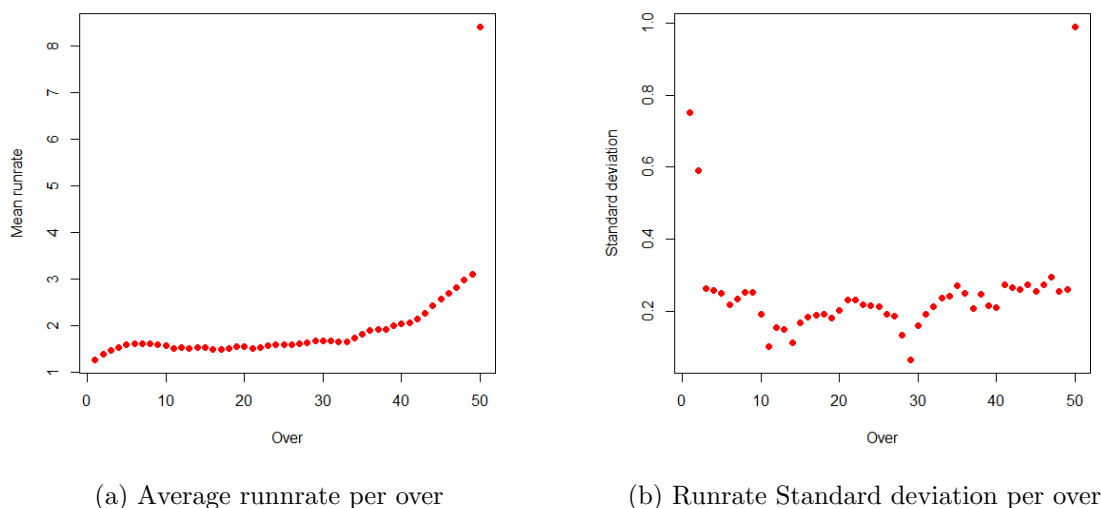 8
7
6
5
4
3
2
1
Mean runrate
0 10 20 30 40 50
Over
(a) Average runnrate per over
1.0
0.8
0.6
0.4
0.2
Standard deviation
0 10 20 30 40 50
Over
(b) Runrate Standard deviation per over